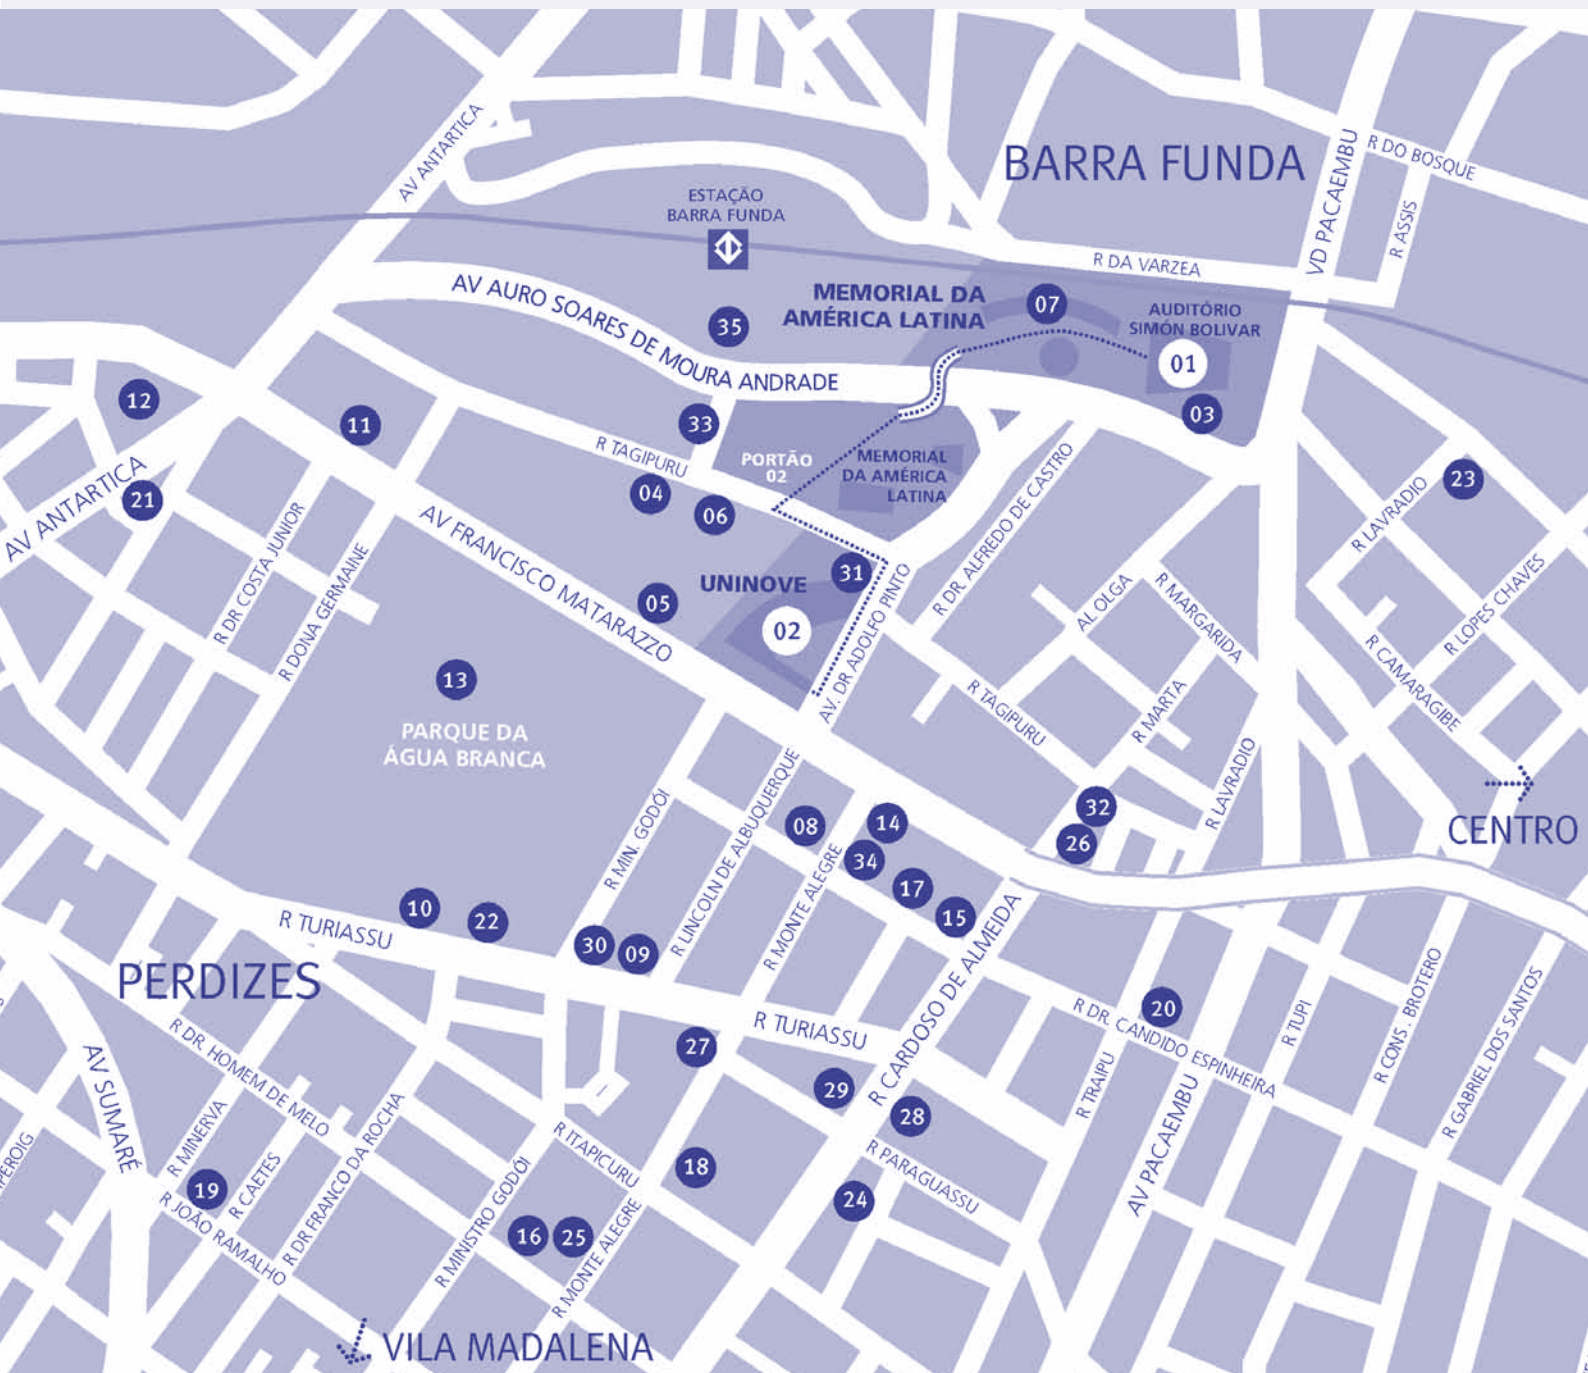 AV ANTARTICA
BARRA FUNDA
VD PACAEMBU
R DO BOSQUE
R ASSIS
ESTAÇÃO
BARRA FUNDA
R DA VARZEA
AV AURO SOARES DE MOURA ANDRADE
MEMORIAL DA
AMÉRICA LATINA
07
AUDITÓRIO
SIMÓN BOLIVAR
01
35
03
12
11
33
R TAGIPURU
PORTÃO
02
MEMORIAL
DA AMÉRICA
LATINA
04
06
23
R LAVRADIO
AV ANTARTICA
21
R DR COSTA JUNIOR
R DONA GERMAINE
AV FRANCISCO MATARAZZO
R DR. ALFREDO DE CASTRO
05
UNINOVE
31
02
AV. DR ADOLFO PINTO
AL OLGA
R MARGARIDA
R LOPES CHAVES
R CAMARAGIBE
13
PARQUE DA
ÁGUA BRANCA
R TAGIPURU
R MARTA
R LAVRADIO
CENTRO
32
26
R MIN. GODÓI
R LINCOLN DE ALBUQUERQUE
08
14
34
R MONTE ALEGRE
17
15
10
22
R TURIASSU
30
09
PERDIZES
R CARDOSO DE ALMEIDA
20
R DR. CANDIDO ESPINHEIRA
R TUPI
R CONS. BROTERO
R GABRIEL DOS SANTOS
R TRAIPU
AV PACAEMBU
R TURIASSU
27
29
28
R DR. HOMEM DE MELO
AV SUMARÉ
R MINERVA
R CAETES
R DR FRANCO DA ROCHA
19
R JOÃO RAMALHO
R ITAPICURU
18
R PARAGUASSU
24
R MINISTRO GODÓI
16
25
R MONTE ALEGRE
VILA MADALENA